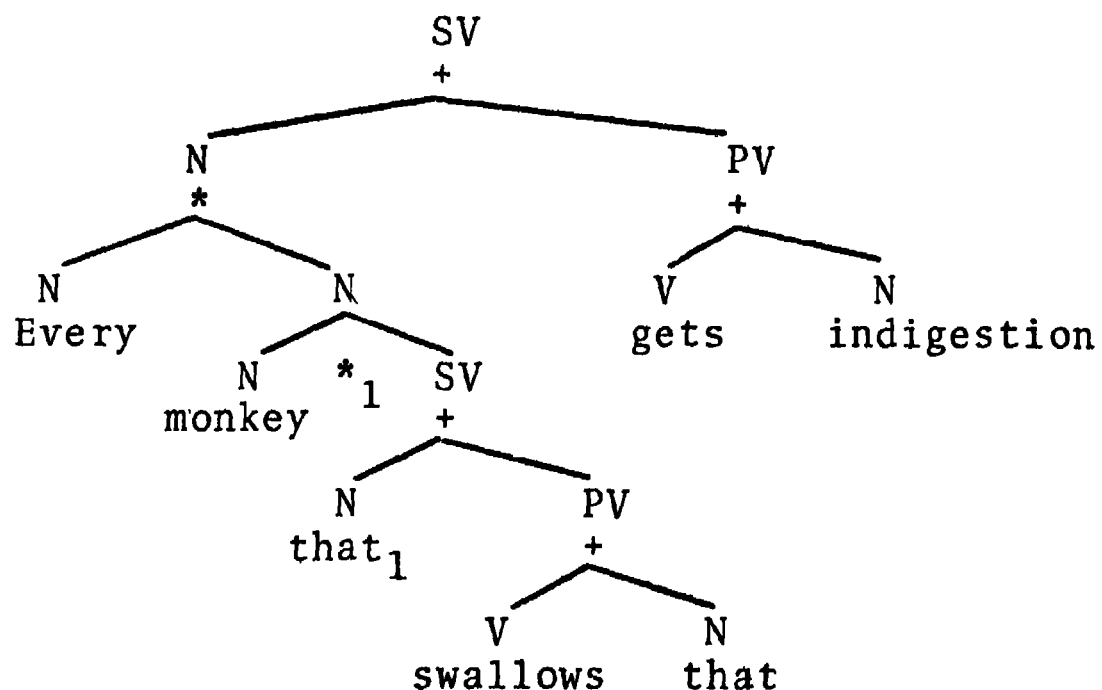 SV
+
N PV
* +
N N V N
Every gets indigestion
N *1 SV
monkey +
N PV
that1 +
V N
swallows that